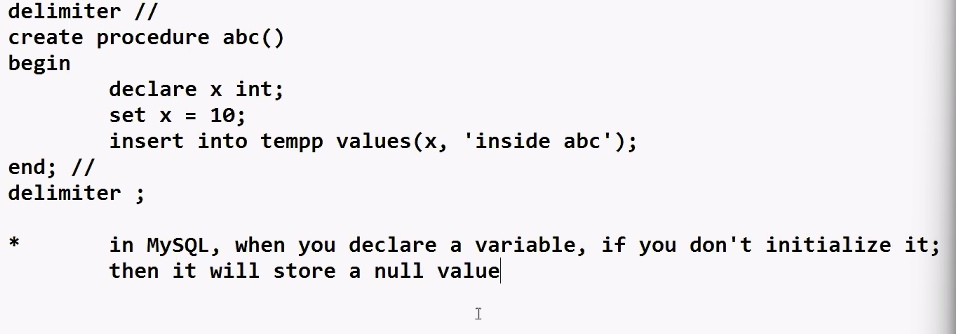 delimiter //
create procedure abc()
begin
declare x int;
set x = 10;
insert into tempp values(x, 'inside abc');
end; //
delimiter ;
* in MySQL, when you declare a variable, if you don't initialize it;
then it will store a null value